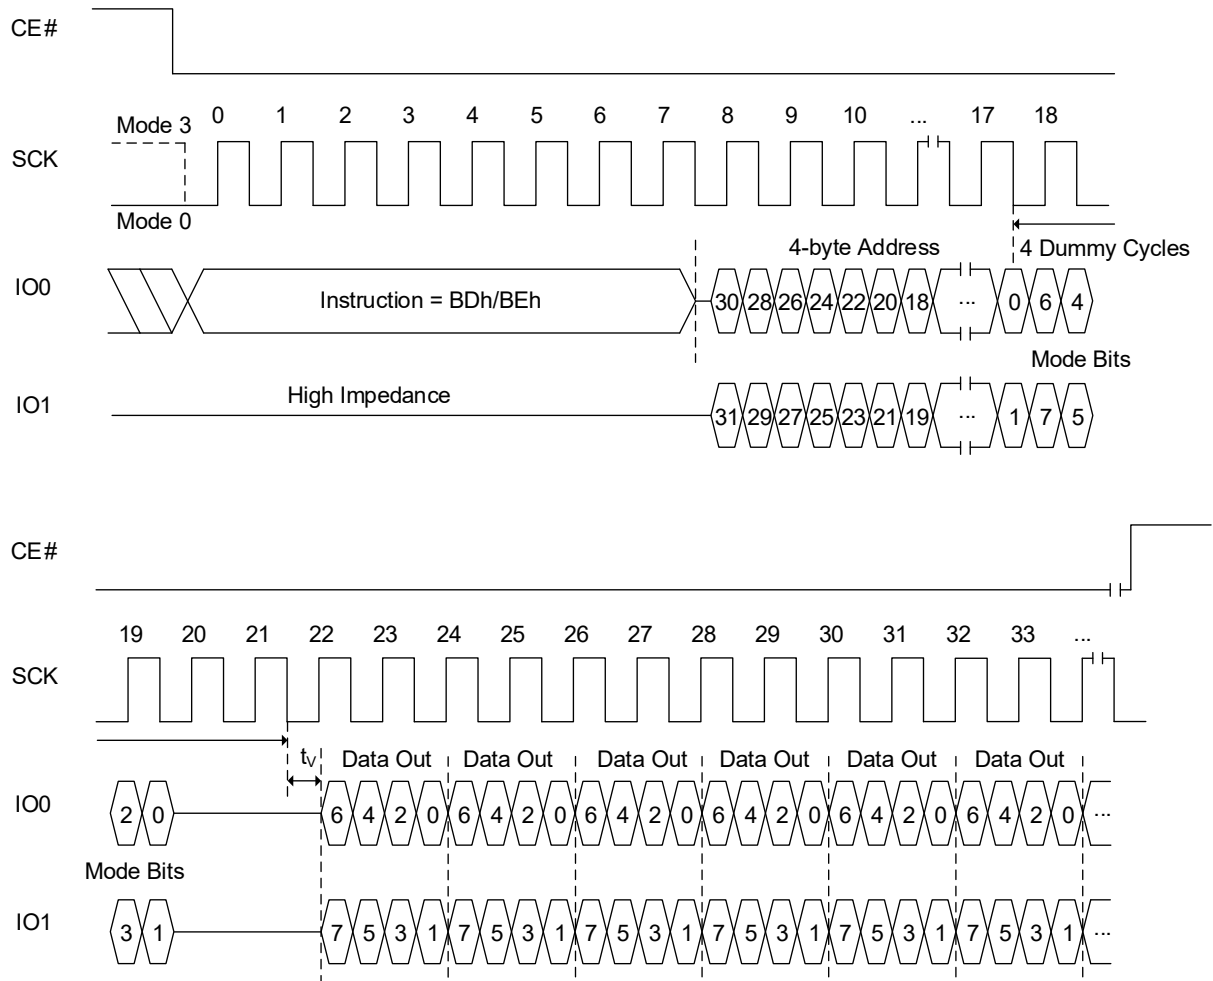 CE#
0 1 2 3 4 5 6 7 8 9 10 ... 17 18
Mode 3
SCK
Mode 0
4-byte Address 4 Dummy Cycles
IO0 Instruction = BDh/BEh 30 28 26 24 22 20 18 ... 0 6 4
Mode Bits
High Impedance
IO1 31 29 27 25 23 21 19 ... 1 7 5
CE#
19 20 21 22 23 24 25 26 27 28 29 30 31 32 33 ...
SCK
tV Data Out Data Out Data Out Data Out Data Out Data Out
IO0 2 0 6 4 2 0 6 4 2 0 6 4 2 0 6 4 2 0 6 4 2 0 6 4 2 0 ...
Mode Bits
IO1 3 1 7 5 3 1 7 5 3 1 7 5 3 1 7 5 3 1 7 5 3 1 7 5 3 1 ...